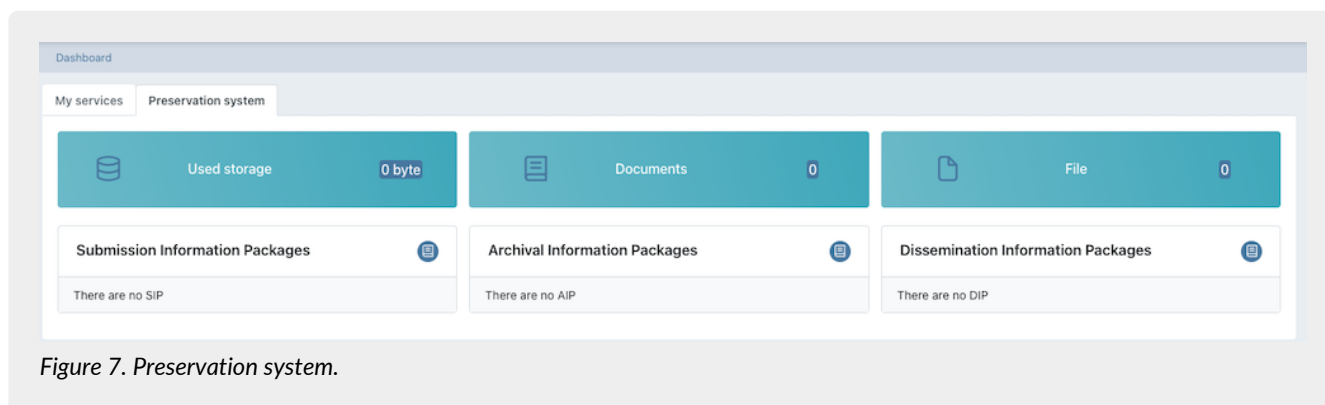 Dashboard
My services
Preservation system
Used storage
0 byte
Documents
0
File
0
Submission Information Packages
There are no SIP
Archival Information Packages
There are no AIP
Dissemination Information Packages
There are no DIP
Figure 7. Preservation system.